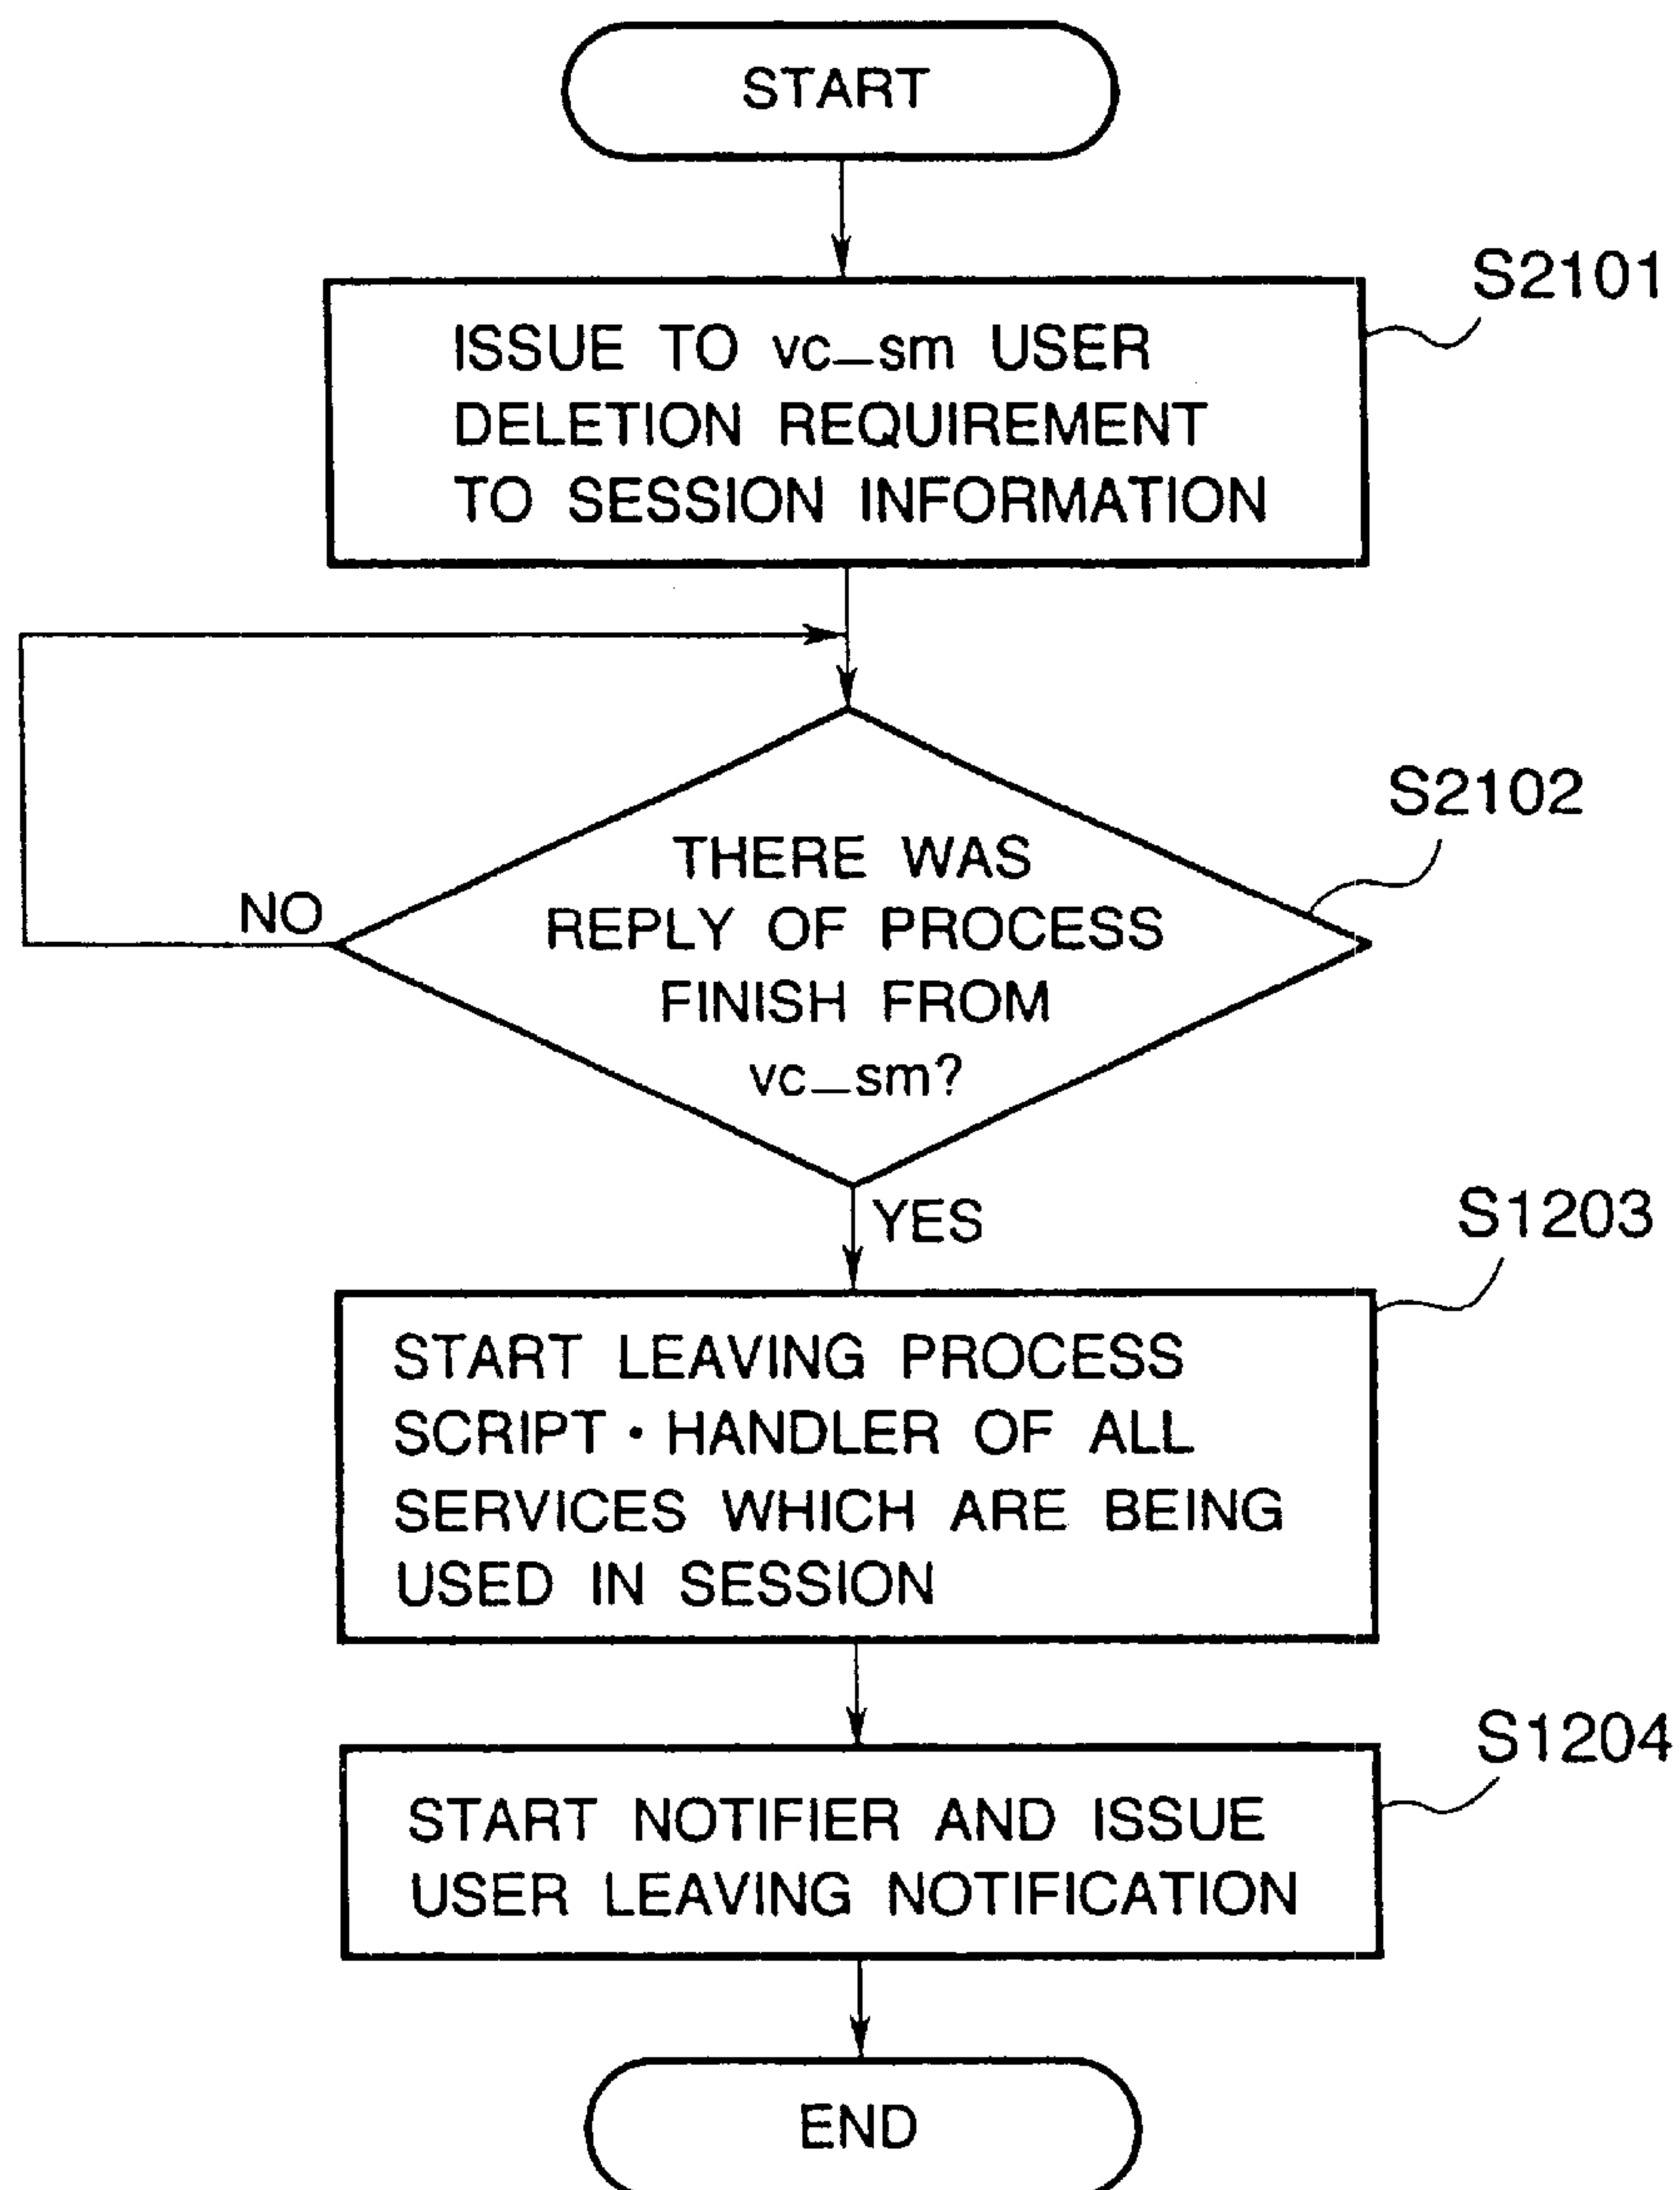 START
S2101
ISSUE TO vc_sm USER
DELETION REQUIREMENT
TO SESSION INFORMATION
S2102
THERE WAS
REPLY OF PROCESS
FINISH FROM
vc_sm?
NO
YES
S1203
START LEAVING PROCESS
SCRIPT・HANDLER OF ALL
SERVICES WHICH ARE BEING
USED IN SESSION
S1204
START NOTIFIER AND ISSUE
USER LEAVING NOTIFICATION
END